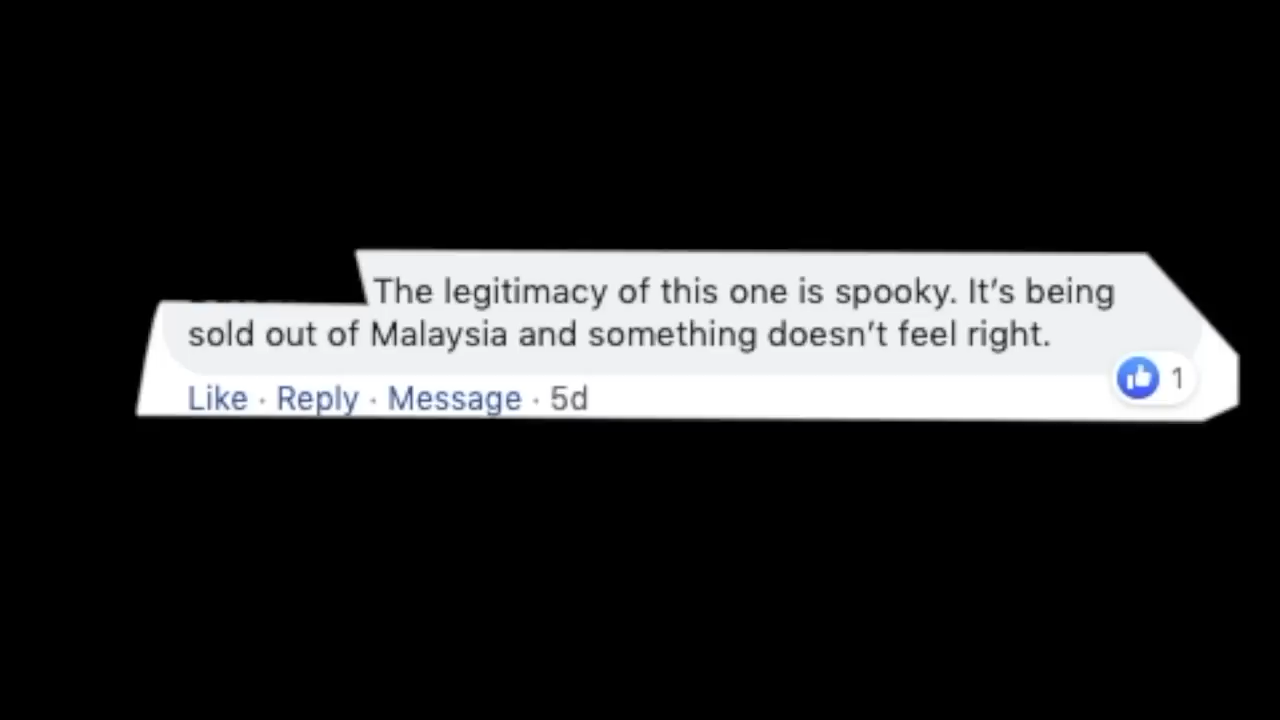 The legitimacy of this one is spooky. It’s being
sold out of Malaysia and something doesn’t feel right.
Like · Reply · Message · 5d
1